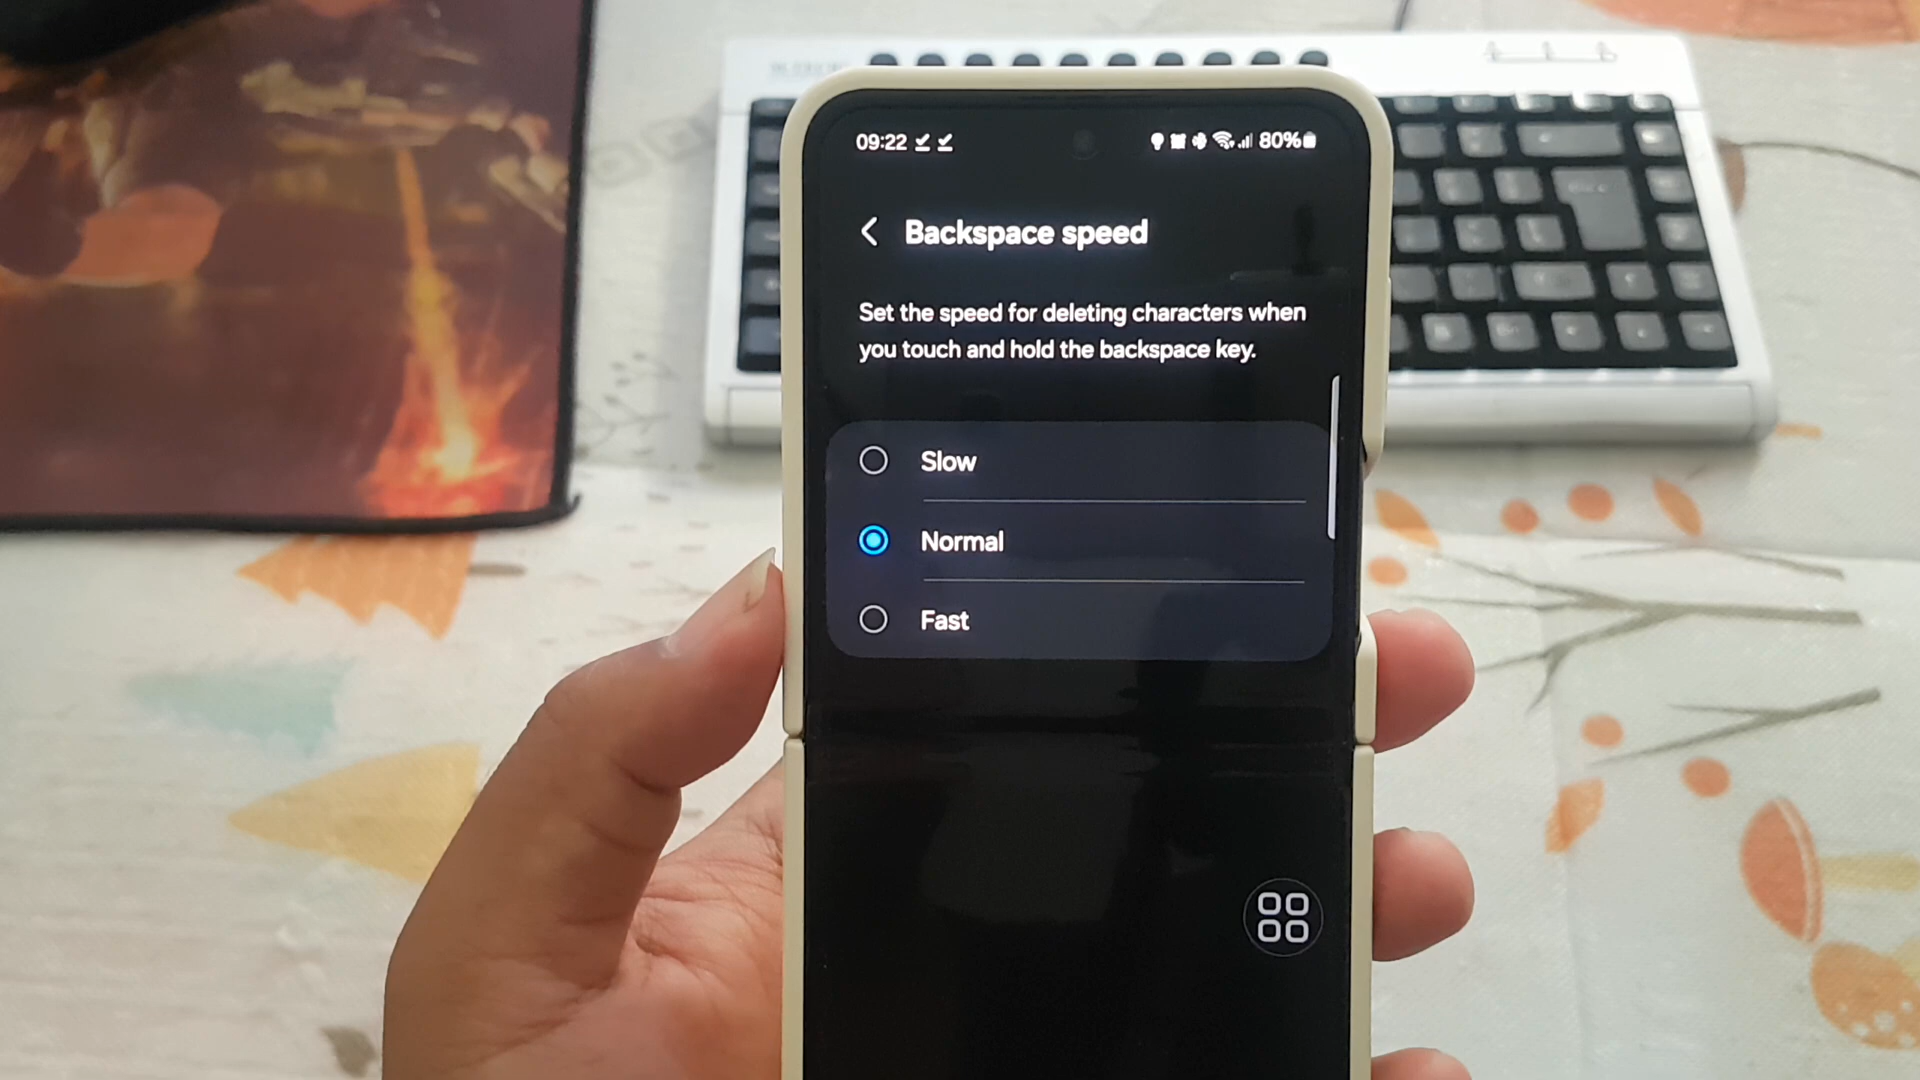 09:22
80%
Backspace speed
Set the speed for deleting characters when
you touch and hold the backspace key.
Slow
Normal
Fast